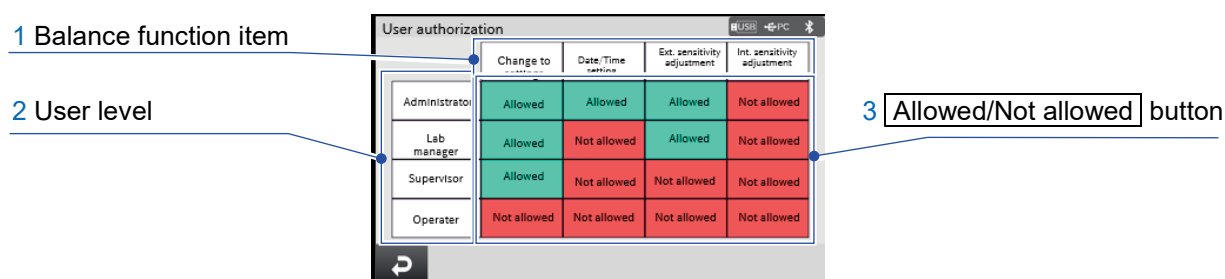 User authorization
USB PC
1 Balance function item
Change to
Date/Time
setting
Ext. sensitivity
adjustment
Int. sensitivity
adjustment
2 User level
3 Allowed/Not allowed button
Administrator Allowed Allowed Allowed Not allowed
Lab
manager
Allowed Not allowed Allowed Not allowed
Supervisor Allowed Not allowed Not allowed Not allowed
Operater Not allowed Not allowed Not allowed Not allowed